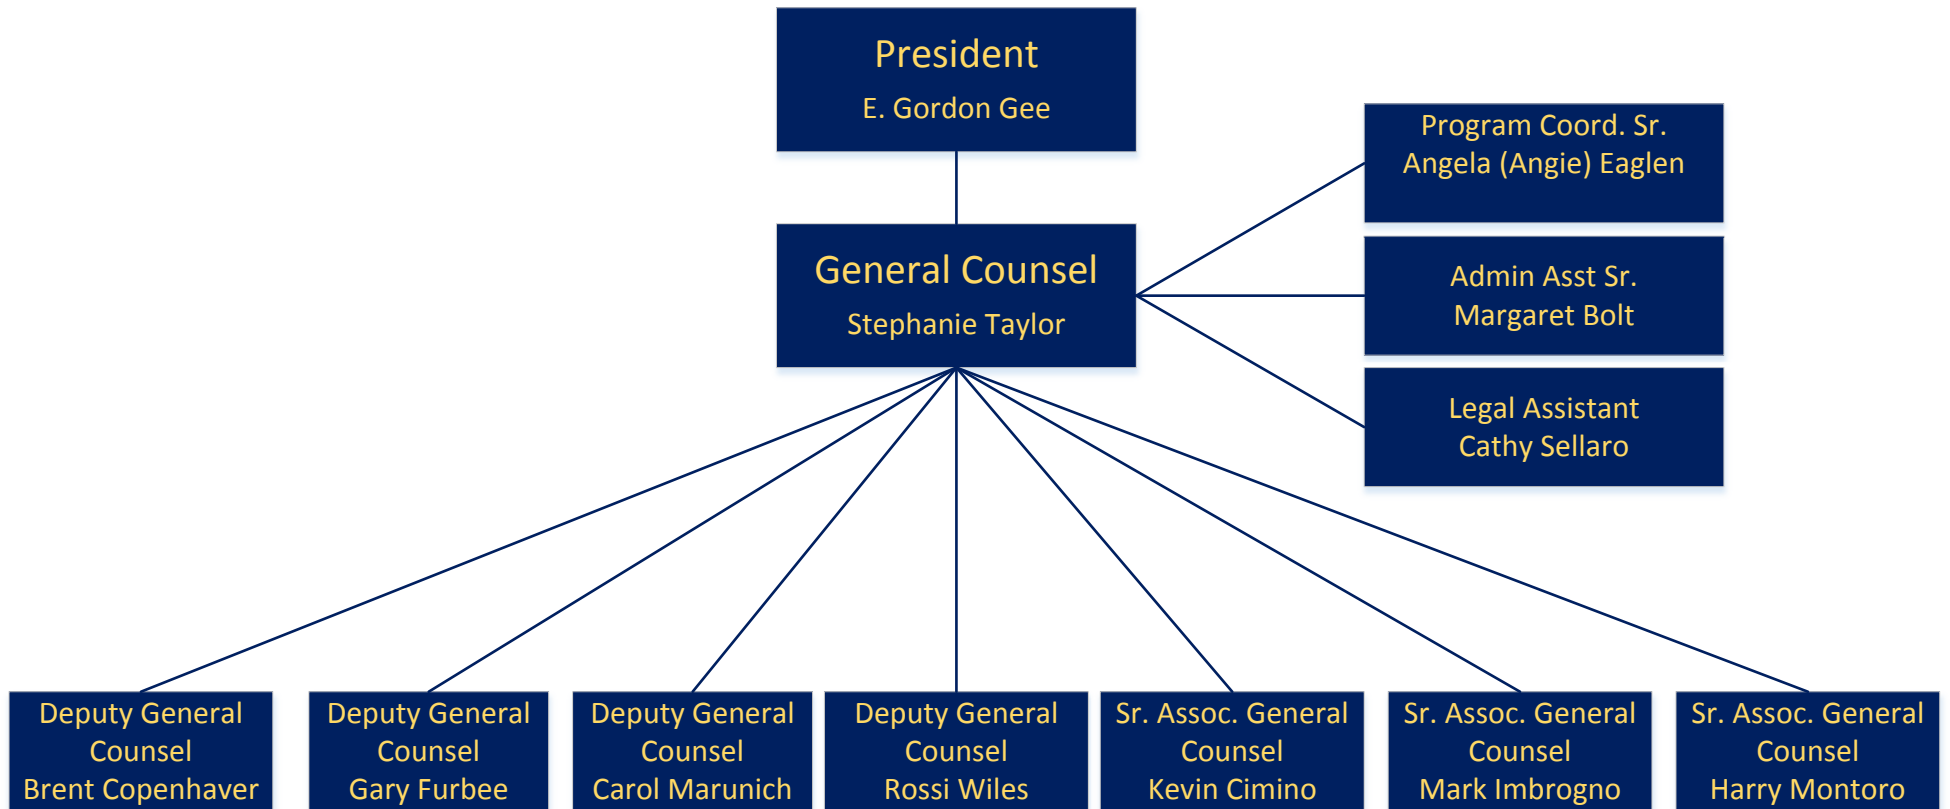 President
E. Gordon Gee
Program Coord. Sr.
Angela (Angie) Eaglen
General Counsel
Stephanie Taylor
Admin Asst Sr.
Margaret Bolt
Legal Assistant
Cathy Sellaro
Deputy General
Counsel
Brent Copenhaver
Deputy General
Counsel
Gary Furbee
Deputy General
Counsel
Carol Marunich
Deputy General
Counsel
Rossi Wiles
Sr. Assoc. General
Counsel
Kevin Cimino
Sr. Assoc. General
Counsel
Mark Imbrogno
Sr. Assoc. General
Counsel
Harry Montoro